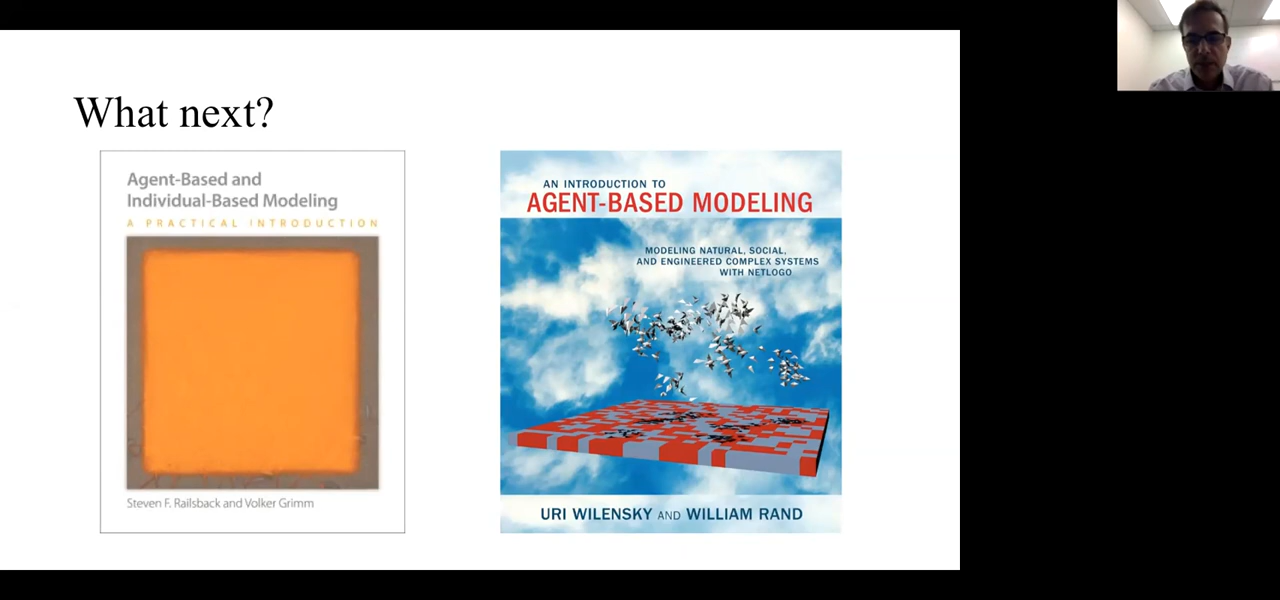 What next?
Agent-Based and
Individual-Based Modeling
A PRACTICAL INTRODUCTION
Steven F. Railsback and Volker Grimm
AN INTRODUCTION TO
AGENT-BASED MODELING
MODELING NATURAL, SOCIAL,
AND ENGINEERED COMPLEX SYSTEMS
WITH NETLOGO
URI WILENSKY AND WILLIAM RAND